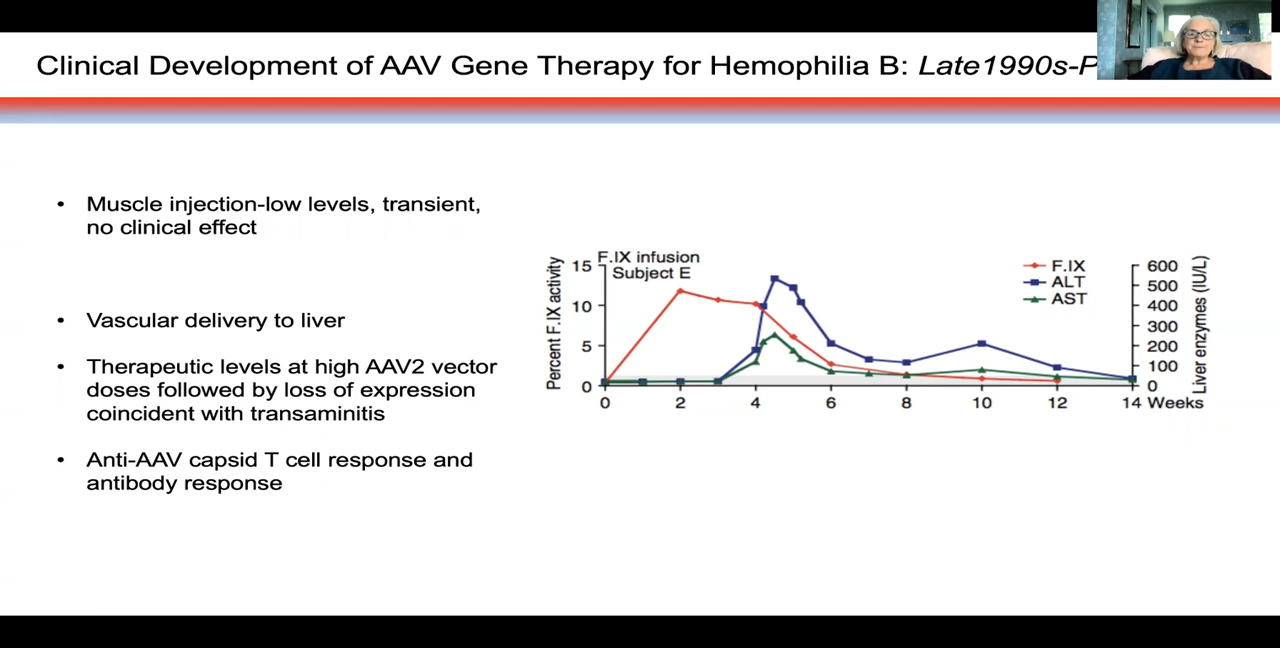 Clinical Development of AAV Gene Therapy for Hemophilia B: Late1990s-P
• Muscle injection-low levels, transient,
no clinical effect
• Vascular delivery to liver
• Therapeutic levels at high AAV2 vector
doses followed by loss of expression
coincident with transaminitis
• Anti-AAV capsid T cell response and
antibody response
F.IX infusion
Subject E
Percent F.IX activity
15
10
5
0
F.IX
ALT
AST
600
500
400
300
200
100
0
Liver enzymes (IU/L)
0 2 4 6 8 10 12 14 Weeks